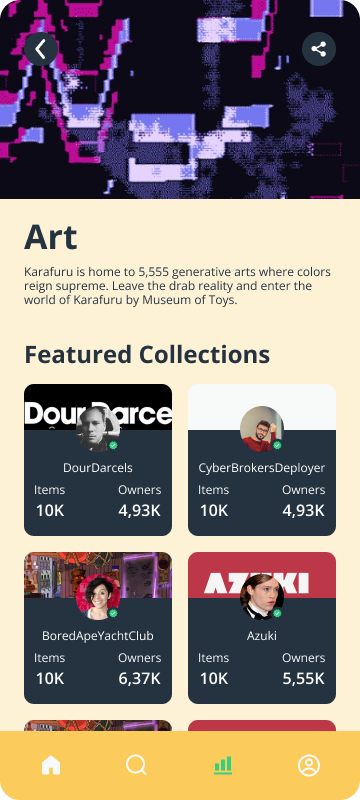 Art
Karafuru is home to 5,555 generative arts where colors
reign supreme. Leave the drab reality and enter the
world of Karafuru by Museum of Toys.
Featured Collections
DourDarcels
Items Owners
10K 4,93K
CyberBrokersDeployer
Items Owners
10K 4,93K
BoredApeYachtClub
Items Owners
10K 6,37K
AZUKI
Azuki
Items Owners
10K 5,55K